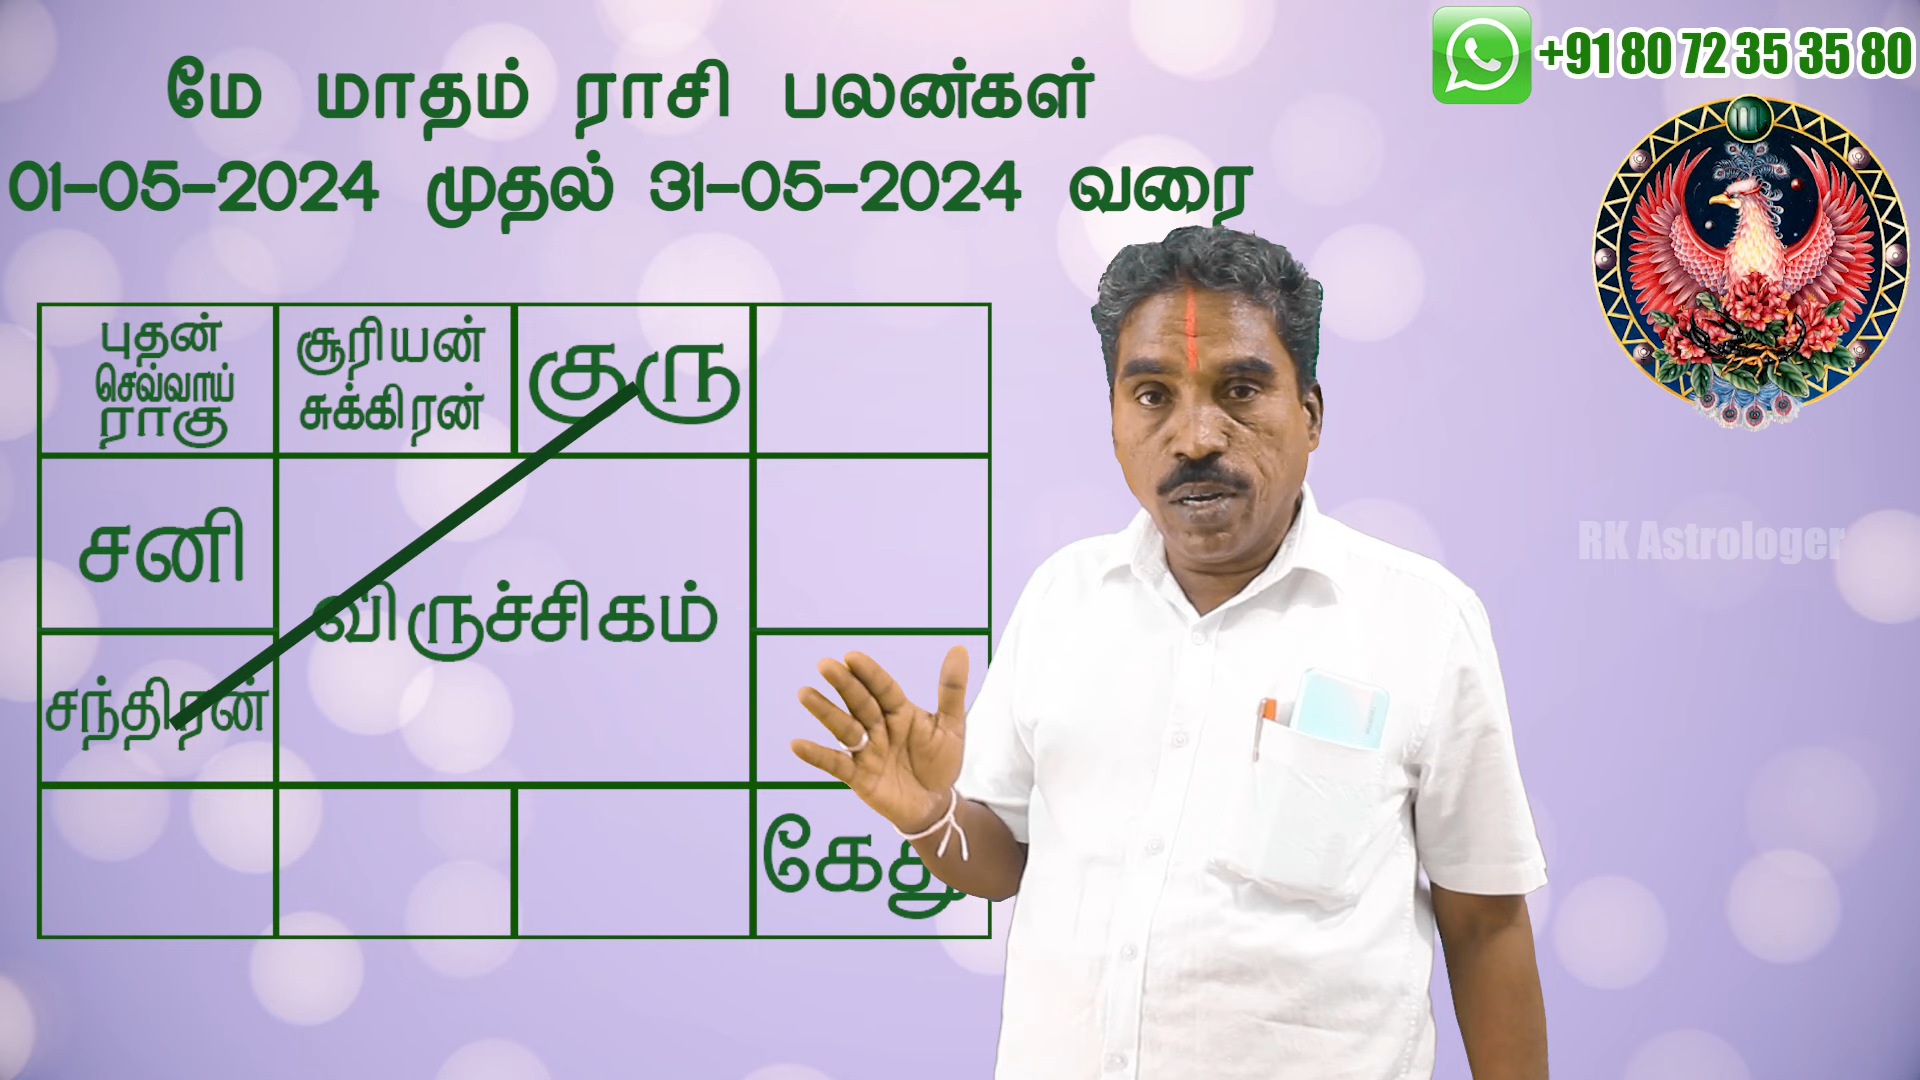 மே மாதம் ராசி பலன்கள்
01-05-2024 முதல் 31-05-2024 வரை
+91 80 72 35 35 80
புதன்
செவ்வாய்
ராகு
சூரியன்
சுக்கிரன்
குரு
சனி
விருச்சிகம்
சந்திரன்
கேது
RK Astrologer